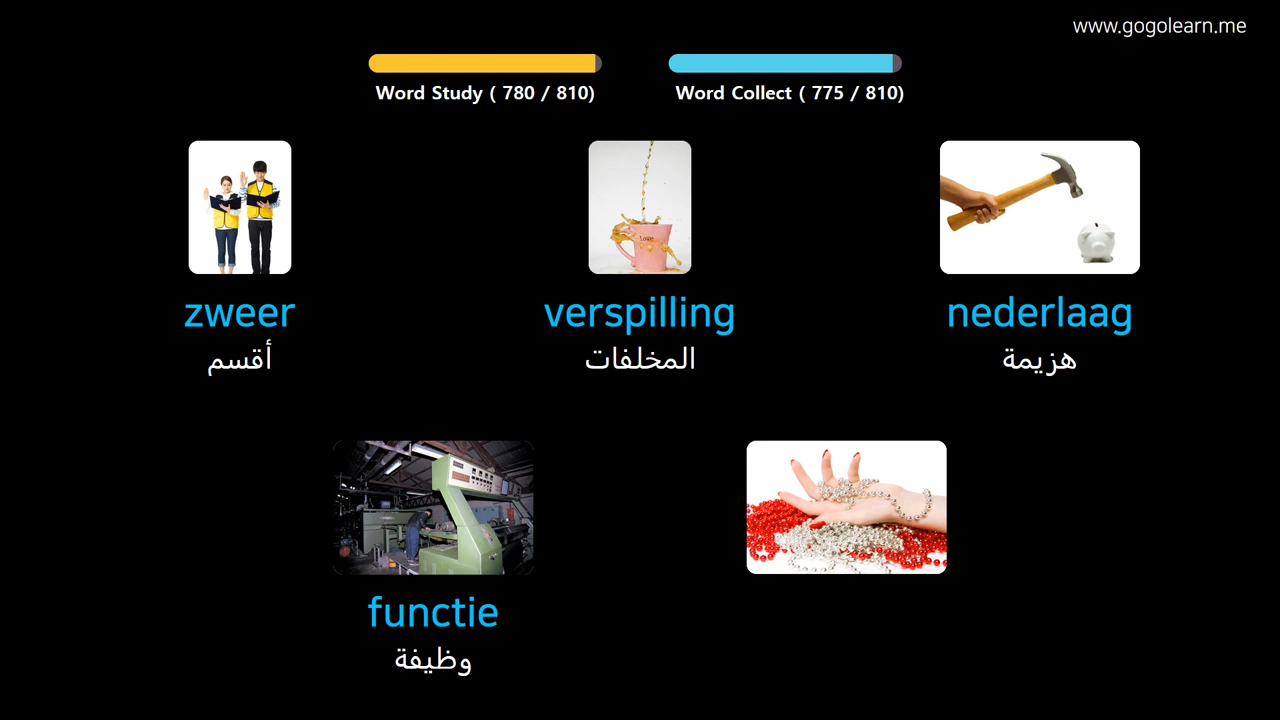 www.gogolearn.me
Word Study ( 780 / 810)
Word Collect ( 775 / 810)
love
zweer
verspilling
nederlaag
أقسم
المخلفات
هزيمة
functie
وظيفة